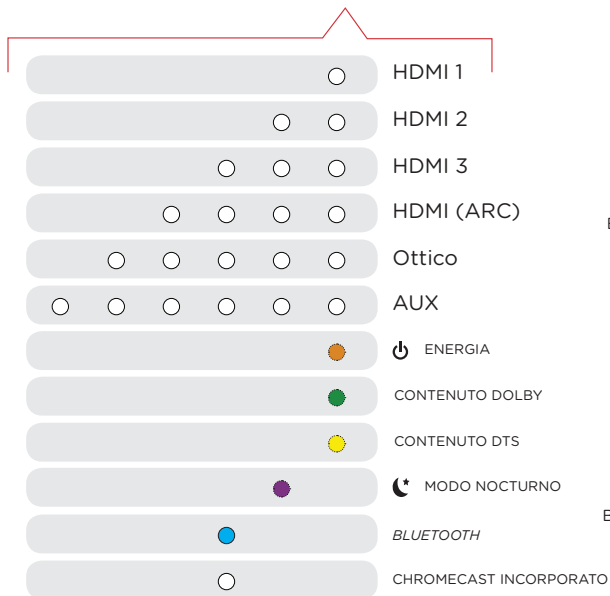 HDMI 1
HDMI 2
HDMI 3
HDMI (ARC)
Ottico
AUX
ENERGIA
CONTENUTO DOLBY
CONTENUTO DTS
MODO NOCTURNO
BLUETOOTH
CHROMECAST INCORPORATO